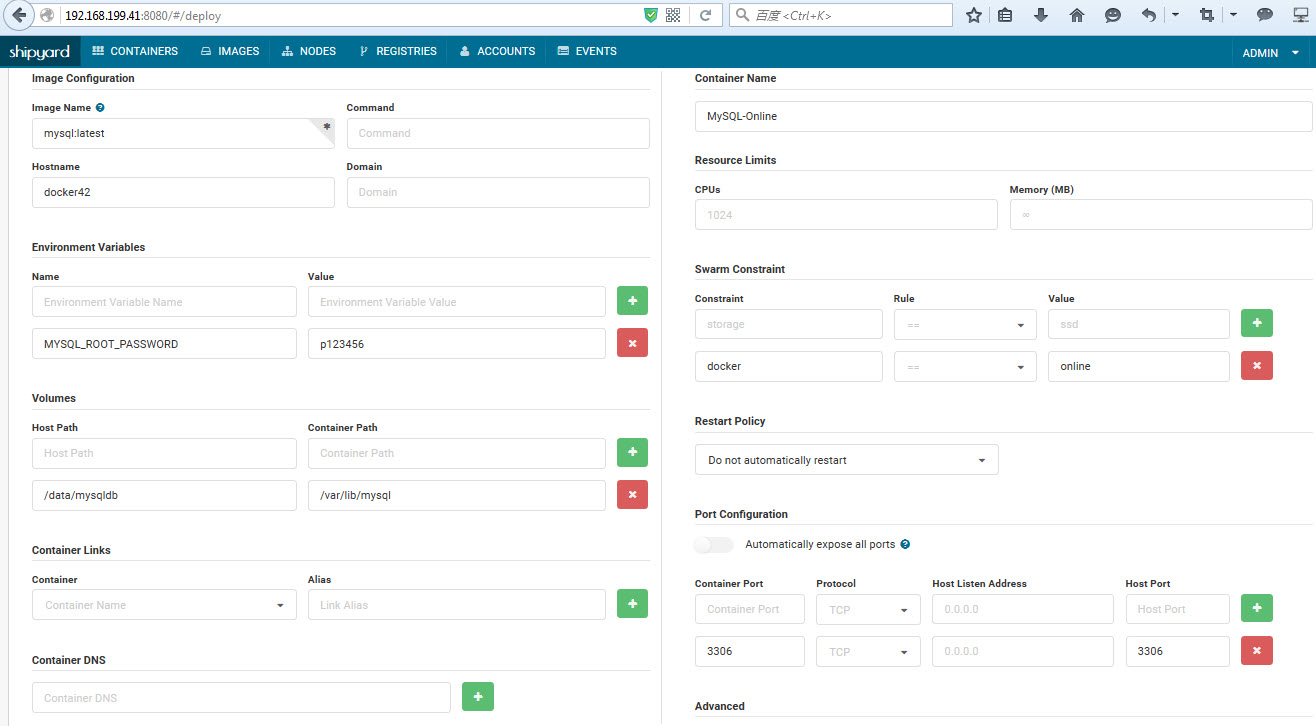 192.168.199.41:8080/#/deploy
百度 <Ctrl+K>
shipyard CONTAINERS IMAGES NODES REGISTRIES ACCOUNTS EVENTS ADMIN
Image Configuration
Image Name Command
mysql:latest Command
Hostname Domain
docker42 Domain
Environment Variables
Name Value
Environment Variable Name Environment Variable Value
MYSQL_ROOT_PASSWORD p123456
Volumes
Host Path Container Path
Host Path Container Path
/data/mysqldb /var/lib/mysql
Container Links
Container Alias
Container Name Link Alias
Container DNS
Container DNS
Container Name
MySQL-Online
Resource Limits
CPUs Memory (MB)
1024 ∞
Swarm Constraint
Constraint Rule Value
storage == ssd
docker == online
Restart Policy
Do not automatically restart
Port Configuration
Automatically expose all ports
Container Port Protocol Host Listen Address Host Port
Container Port TCP 0.0.0.0 Host Port
3306 TCP 0.0.0.0 3306
Advanced